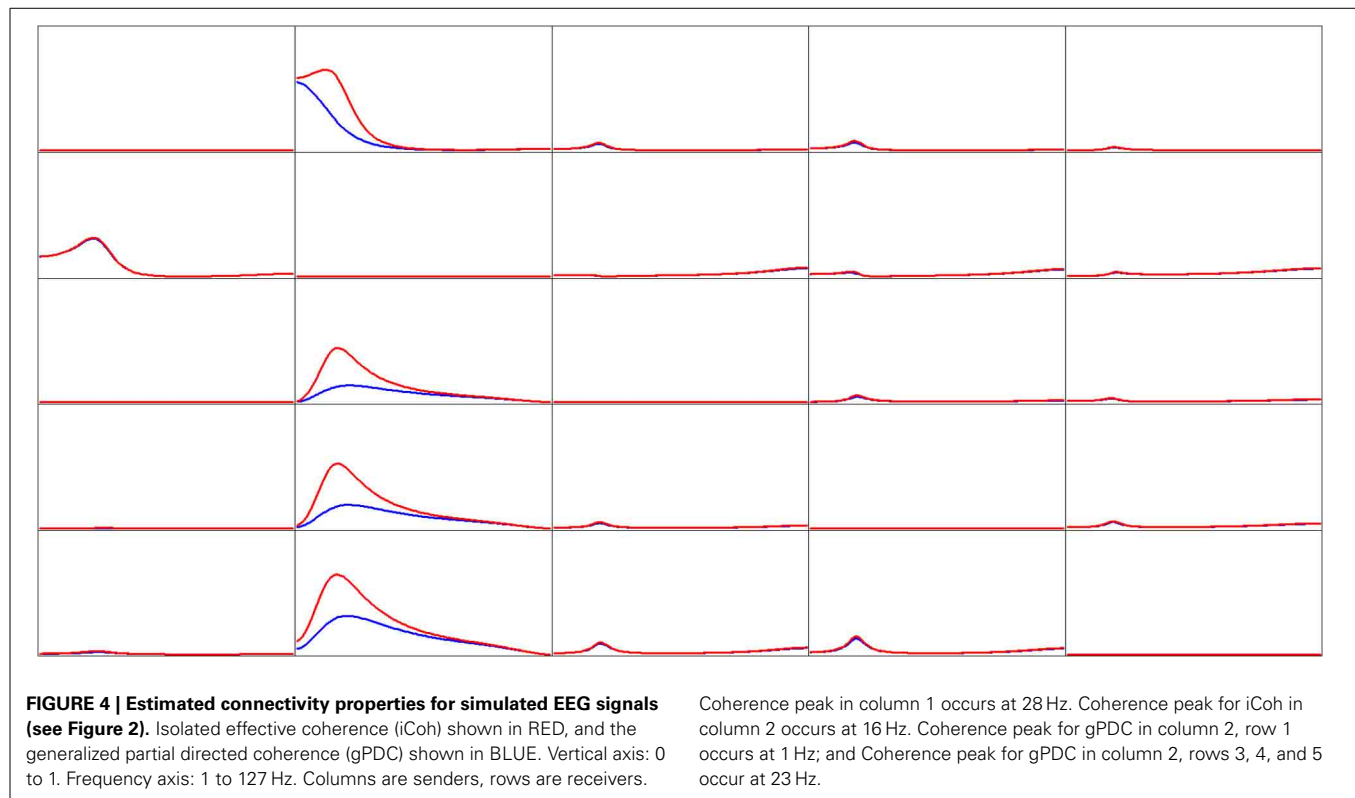 FIGURE 4 | Estimated connectivity properties for simulated EEG signals
(see Figure 2). Isolated effective coherence (iCoh) shown in RED, and the
generalized partial directed coherence (gPDC) shown in BLUE. Vertical axis: 0
to 1. Frequency axis: 1 to 127 Hz. Columns are senders, rows are receivers.
Coherence peak in column 1 occurs at 28 Hz. Coherence peak for iCoh in
column 2 occurs at 16 Hz. Coherence peak for gPDC in column 2, row 1
occurs at 1 Hz; and Coherence peak for gPDC in column 2, rows 3, 4, and 5
occur at 23 Hz.